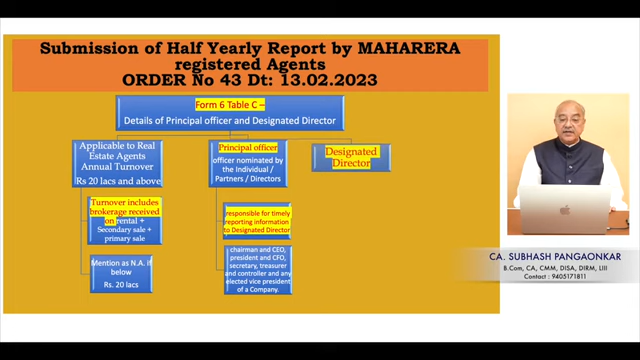 Submission of Half Yearly Report by MAHARERA
registered Agents
ORDER No 43 Dt: 13.02.2023
Form 6 Table C –
Details of Principal officer and Designated Director
Applicable to Real
Estate Agents
Annual Turnover
Rs 20 lacs and above
Turnover includes
brokerage received
on rental +
Secondary sale +
primary sale
Mention as N.A. If
below
Rs. 20 lacs
Principal officer
officer nominated by
the Individual
/ Partners / Directors
responsible for timely
reporting information
to Designated Director
chairman and CEO,
president and CFO,
secretary, treasurer
and controller and any
elected vice president
of a Company.
Designated
Director
CA. SUBHASH PANGAONKAR
B.Com, CA, CMM, DISA, DIRM, LIII
Contact : 9405171811